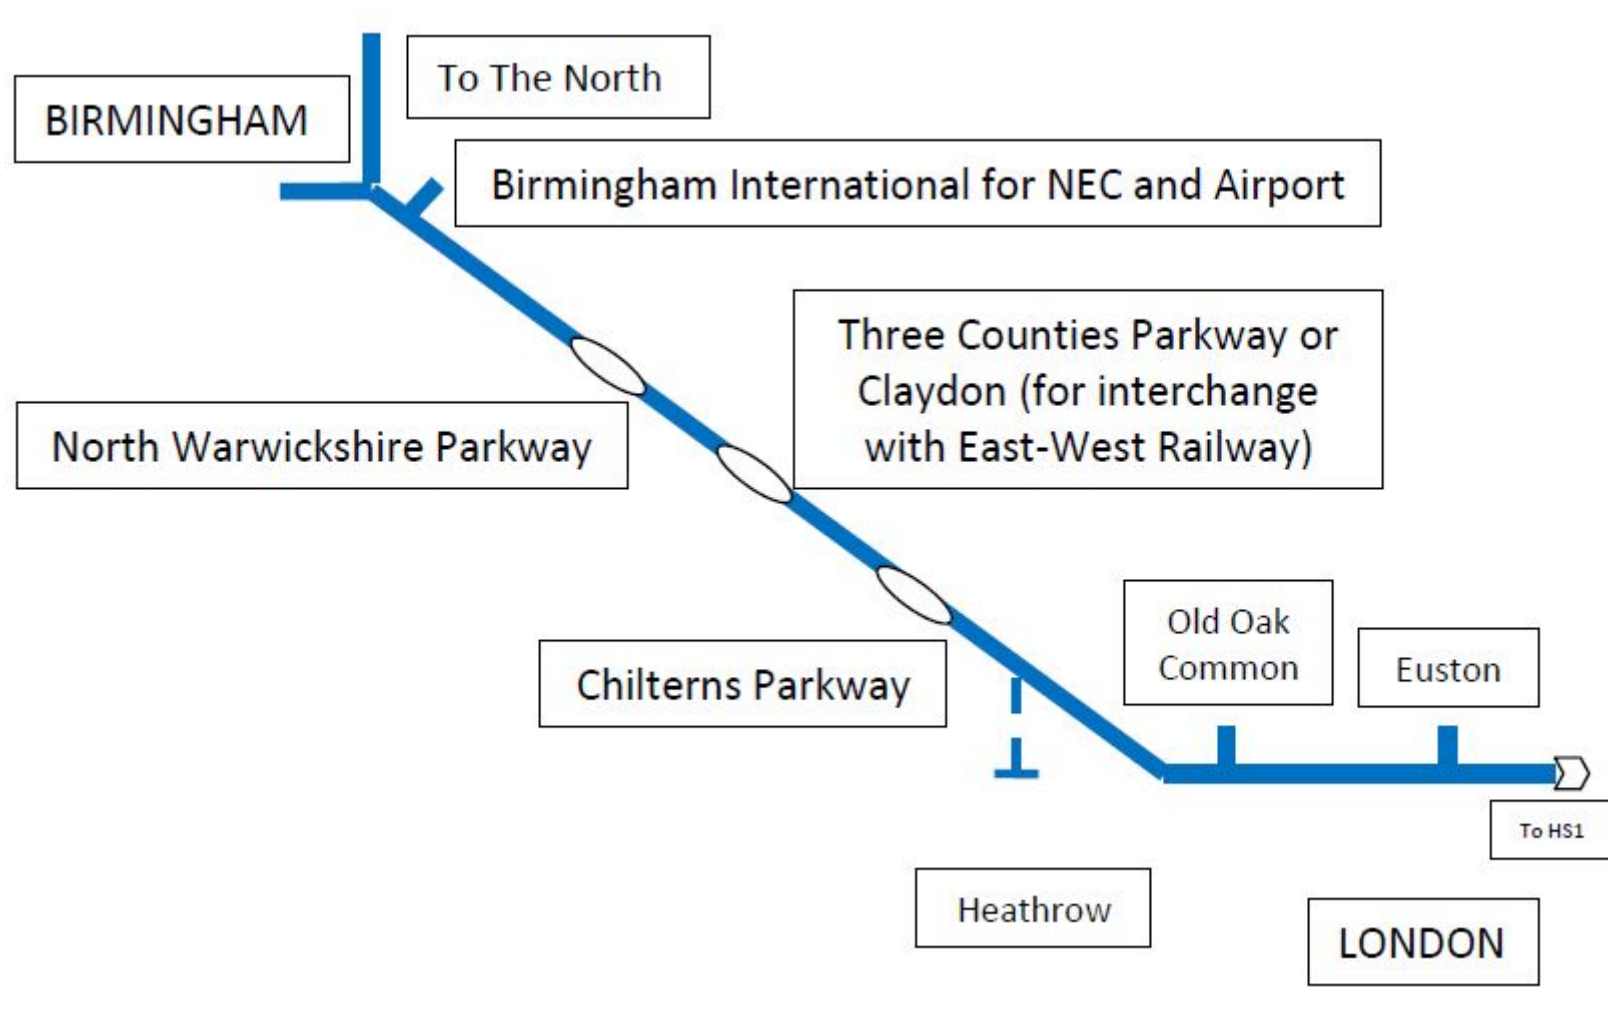 To The North
BIRMINGHAM
Birmingham International for NEC and Airport
Three Counties Parkway or
Claydon (for interchange
with East-West Railway)
North Warwickshire Parkway
Old Oak
Common
Euston
Chilterns Parkway
To HS1
Heathrow
LONDON